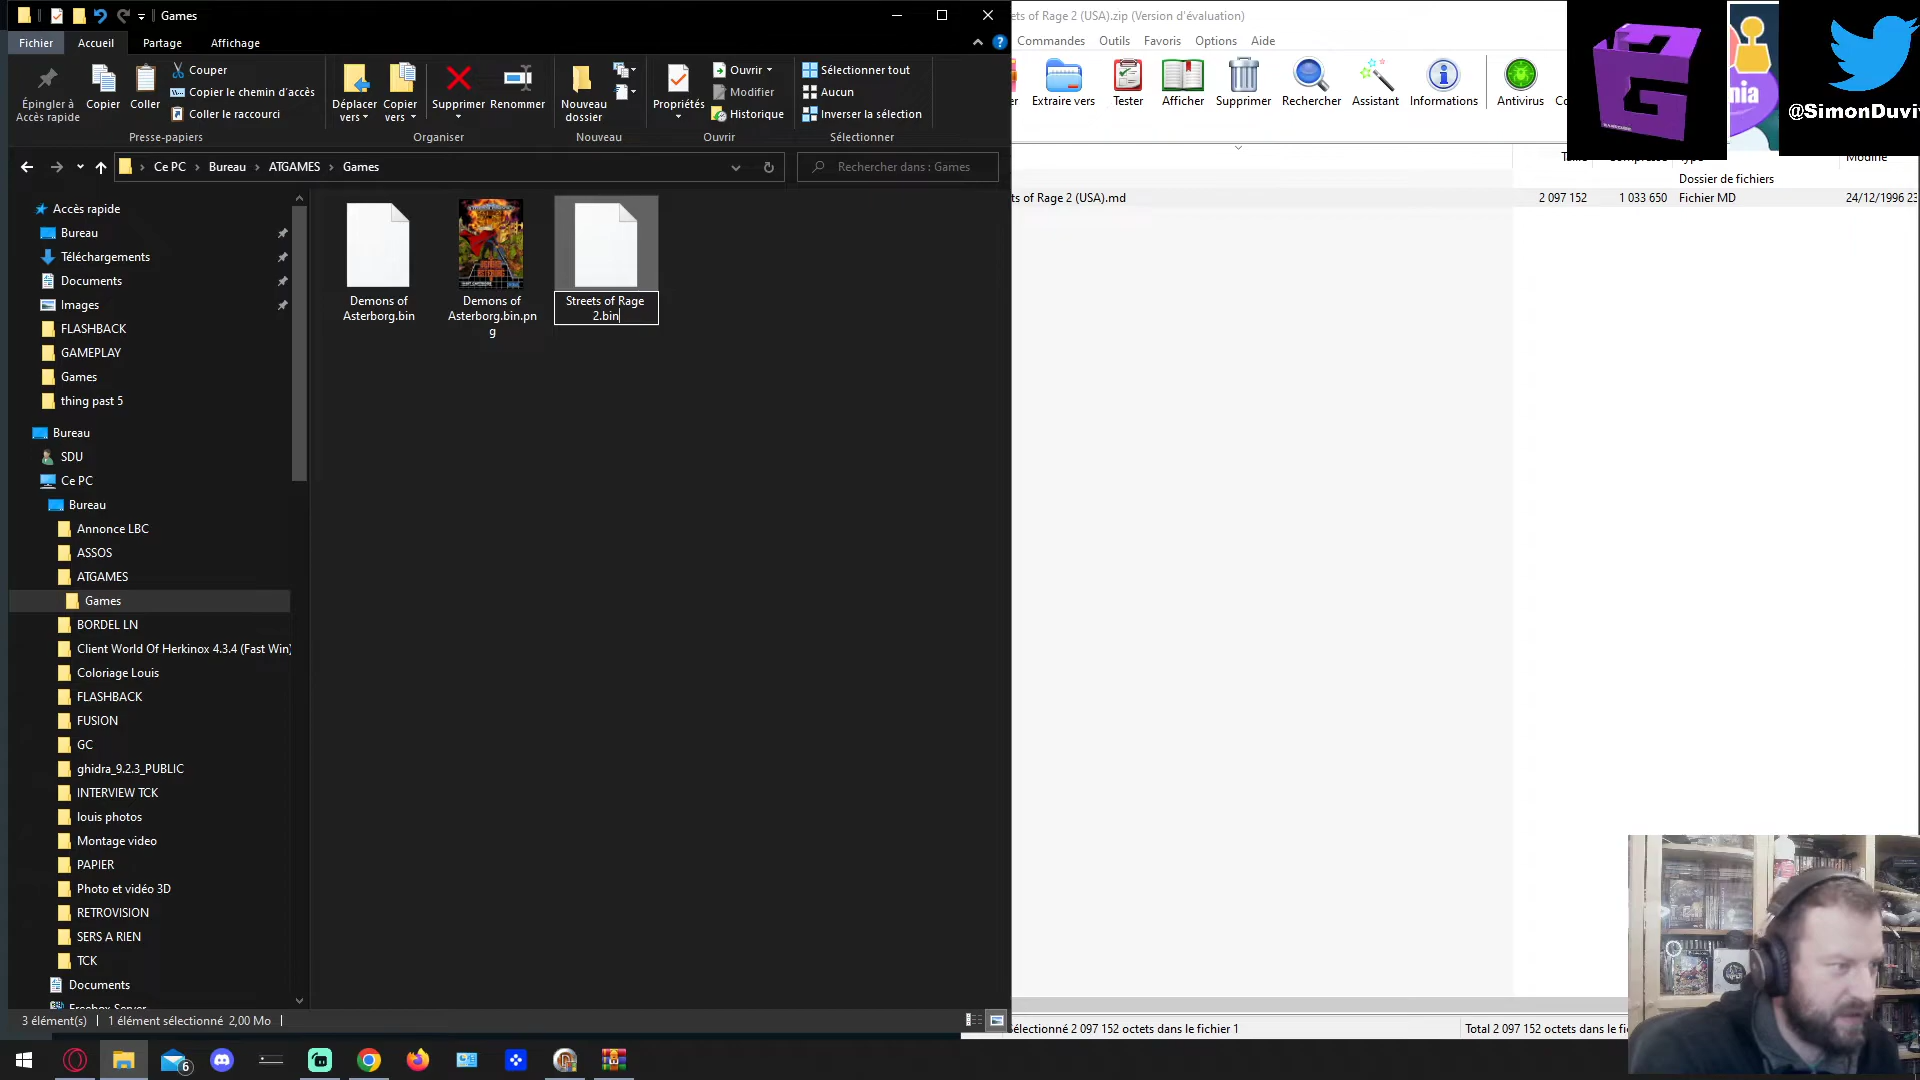 Games
Fichier
Accueil
Partage
Affichage
Épingler à
Accès rapide
Copier
Coller
Couper
Copier le chemin d'accès
Coller le raccourci
Presse-papiers
Déplacer
vers
Copier
vers
Supprimer
Renommer
Organiser
Nouveau
dossier
Nouveau
Propriétés
Ouvrir
Modifier
Historique
Ouvrir
Sélectionner tout
Aucun
Inverser la sélection
Sélectionner
Ce PC
Bureau
ATGAMES
Games
Rechercher dans : Games
Accès rapide
Bureau
Téléchargements
Documents
Images
FLASHBACK
GAMEPLAY
Games
thing past 5
Bureau
SDU
Ce PC
Bureau
Annonce LBC
ASSOS
ATGAMES
Games
BORDEL LN
Client World Of Herkinox 4.3.4 (Fast Win)
Coloriage Louis
FLASHBACK
FUSION
GC
ghidra_9.2.3_PUBLIC
INTERVIEW TCK
louis photos
Montage video
PAPIER
Photo et vidéo 3D
RETROVISION
SERS A RIEN
TCK
Documents
Demons of
Asterborg.bin
Demons of
Asterborg.bin.pn
g
Streets of Rage
2.bin
3 élément(s)
1 élément sélectionné 2,00 Mo
ets of Rage 2 (USA).zip (Version d'évaluation)
Commandes
Outils
Favoris
Options
Aide
Extraire vers
Tester
Afficher
Supprimer
Rechercher
Assistant
Informations
Antivirus
Modifié
Dossier de fichiers
ts of Rage 2 (USA).md
2 097 152
1 033 650
Fichier MD
24/12/1996 23
électionné 2 097 152 octets dans le fichier 1
Total 2 097 152 octets dans le fi
nia
@SimonDuvi
6